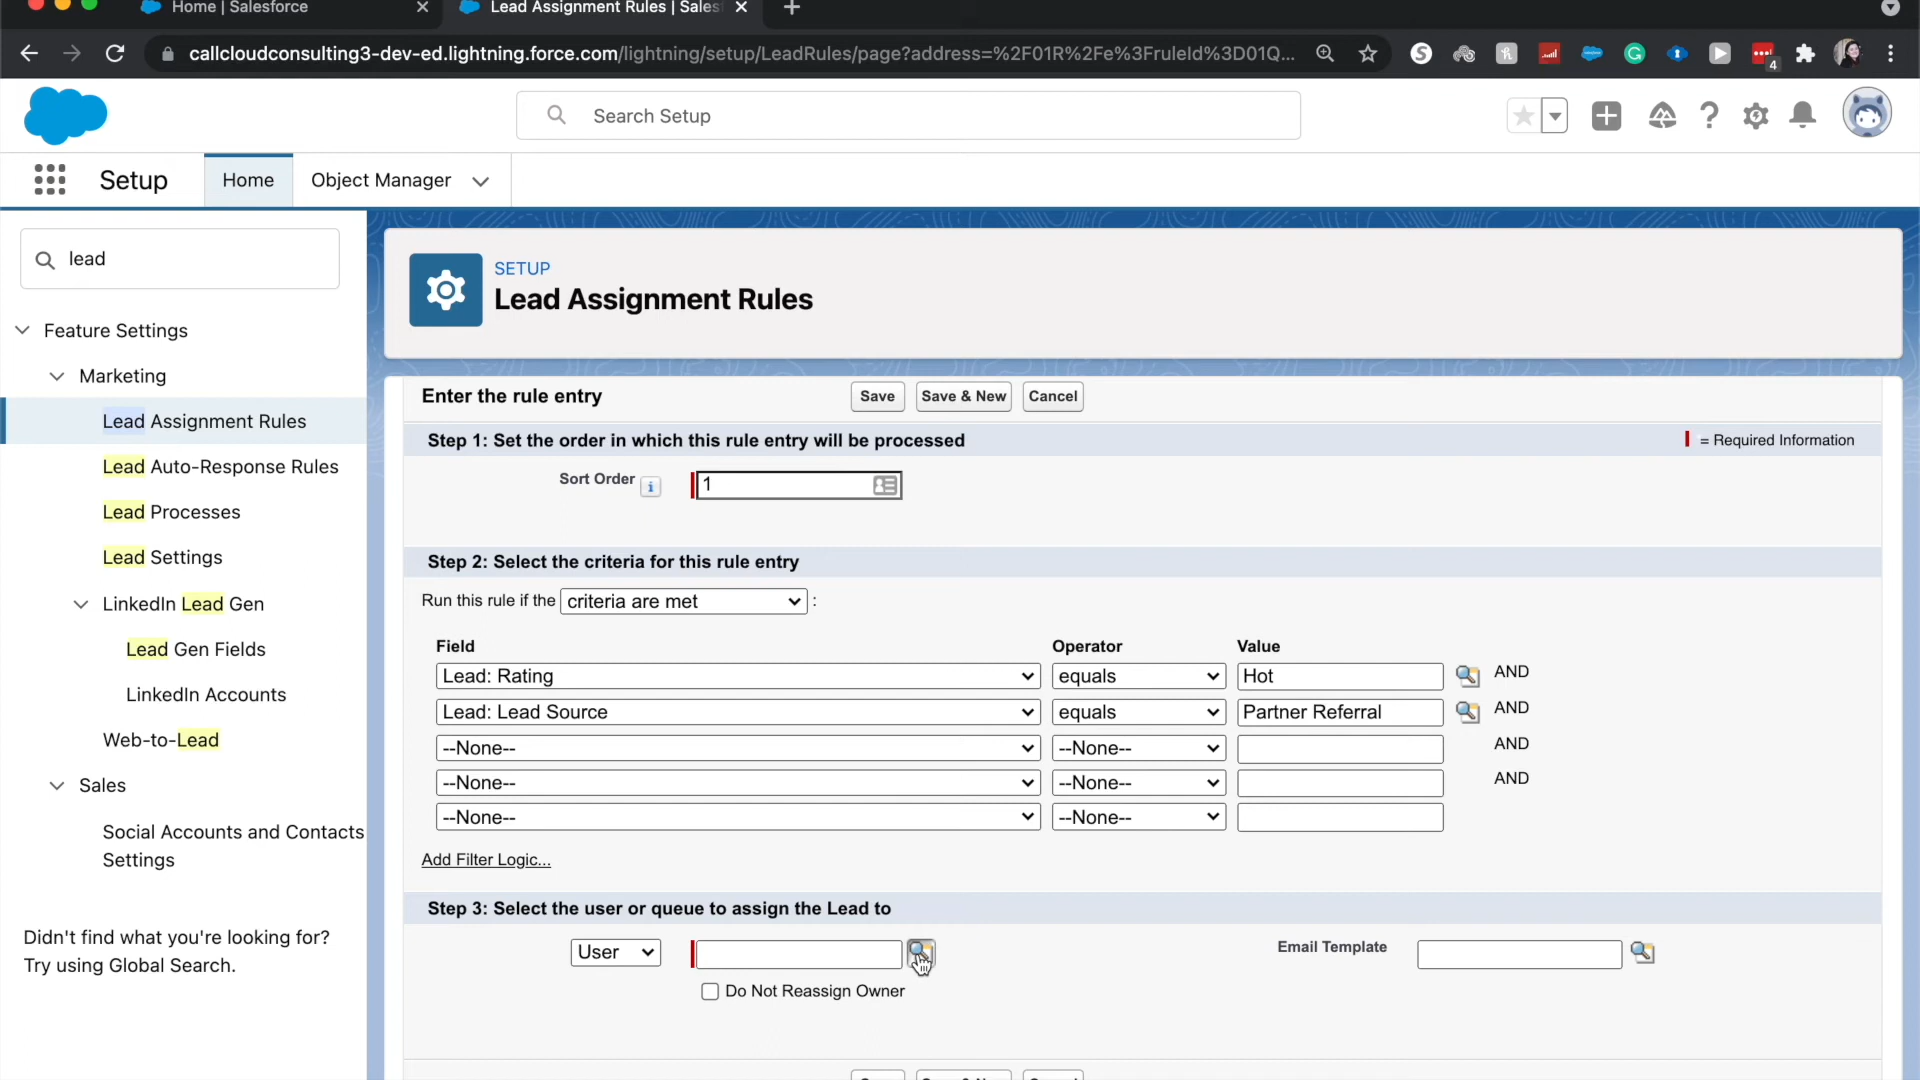 Home | Salesforce
Lead Assignment Rules | Sales
callcloudconsulting3-dev-ed.lightning.force.com/lightning/setup/LeadRules/page?address=%2F01R%2Fe%3FruleId%3D01Q...
4
Search Setup
Setup
Home
Object Manager
lead
Feature Settings
Marketing
Lead Assignment Rules
Lead Auto-Response Rules
Lead Processes
Lead Settings
LinkedIn Lead Gen
Lead Gen Fields
LinkedIn Accounts
Web-to-Lead
Sales
Social Accounts and Contacts
Settings
Didn't find what you're looking for?
Try using Global Search.
SETUP
Lead Assignment Rules
Enter the rule entry
Save
Save & New
Cancel
Step 1: Set the order in which this rule entry will be processed
= Required Information
Sort Order
1
Step 2: Select the criteria for this rule entry
Run this rule if the criteria are met :
Field Operator Value
Lead: Rating equals Hot AND
Lead: Lead Source equals Partner Referral AND
--None-- --None-- AND
--None-- --None-- AND
--None-- --None--
Add Filter Logic...
Step 3: Select the user or queue to assign the Lead to
User
Email Template
Do Not Reassign Owner